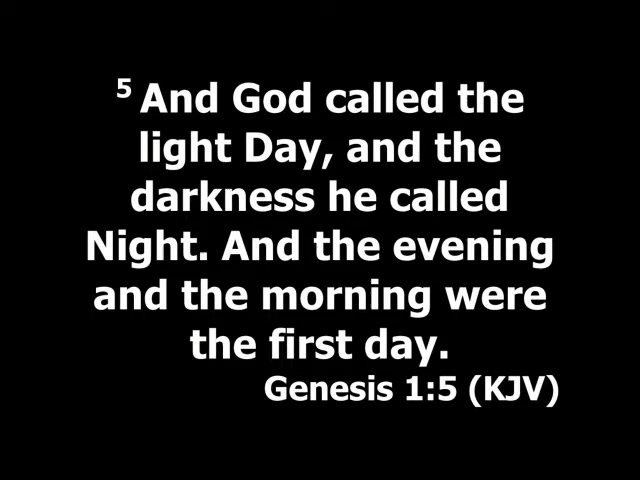 5 And God called the
light Day, and the
darkness he called
Night. And the evening
and the morning were
the first day.
Genesis 1:5 (KJV)